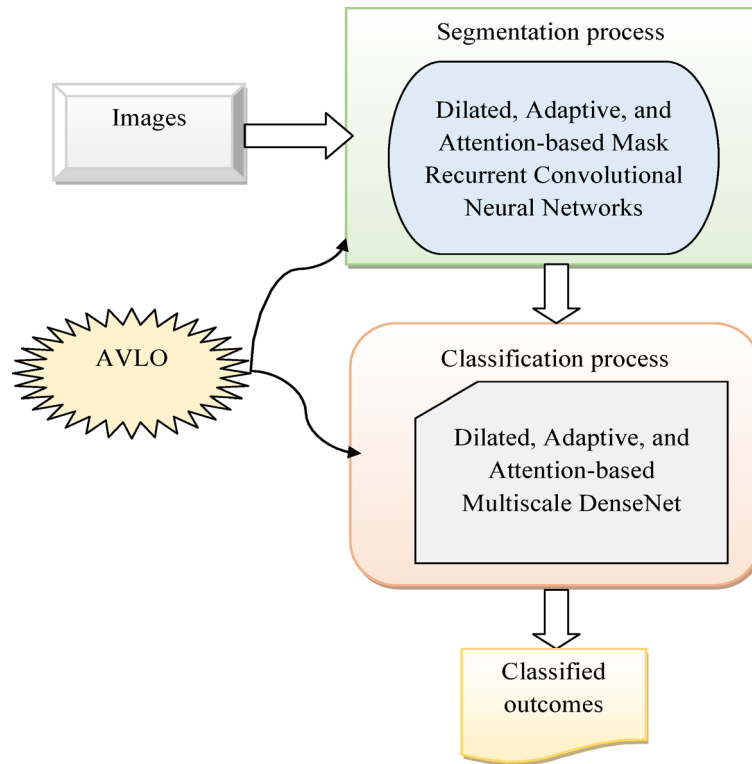 Segmentation process
Images
Dilated, Adaptive, and
Attention-based Mask
Recurrent Convolutional
Neural Networks
AVLO
Classification process
Dilated, Adaptive, and
Attention-based
Multiscale DenseNet
Classified
outcomes